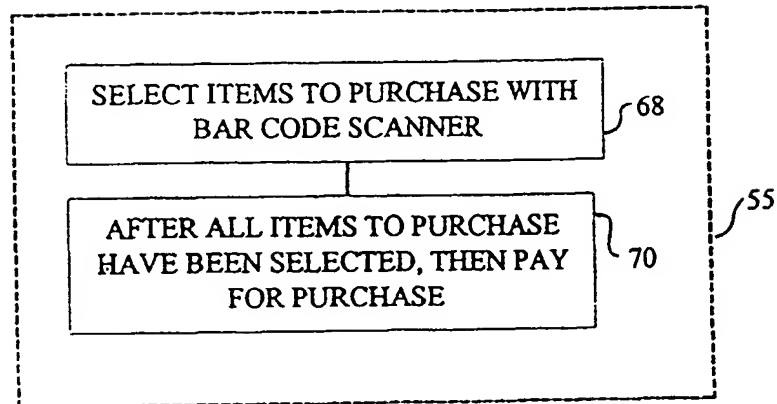 SELECT ITEMS TO PURCHASE WITH
BAR CODE SCANNER
68
AFTER ALL ITEMS TO PURCHASE
HAVE BEEN SELECTED, THEN PAY
FOR PURCHASE
70
55